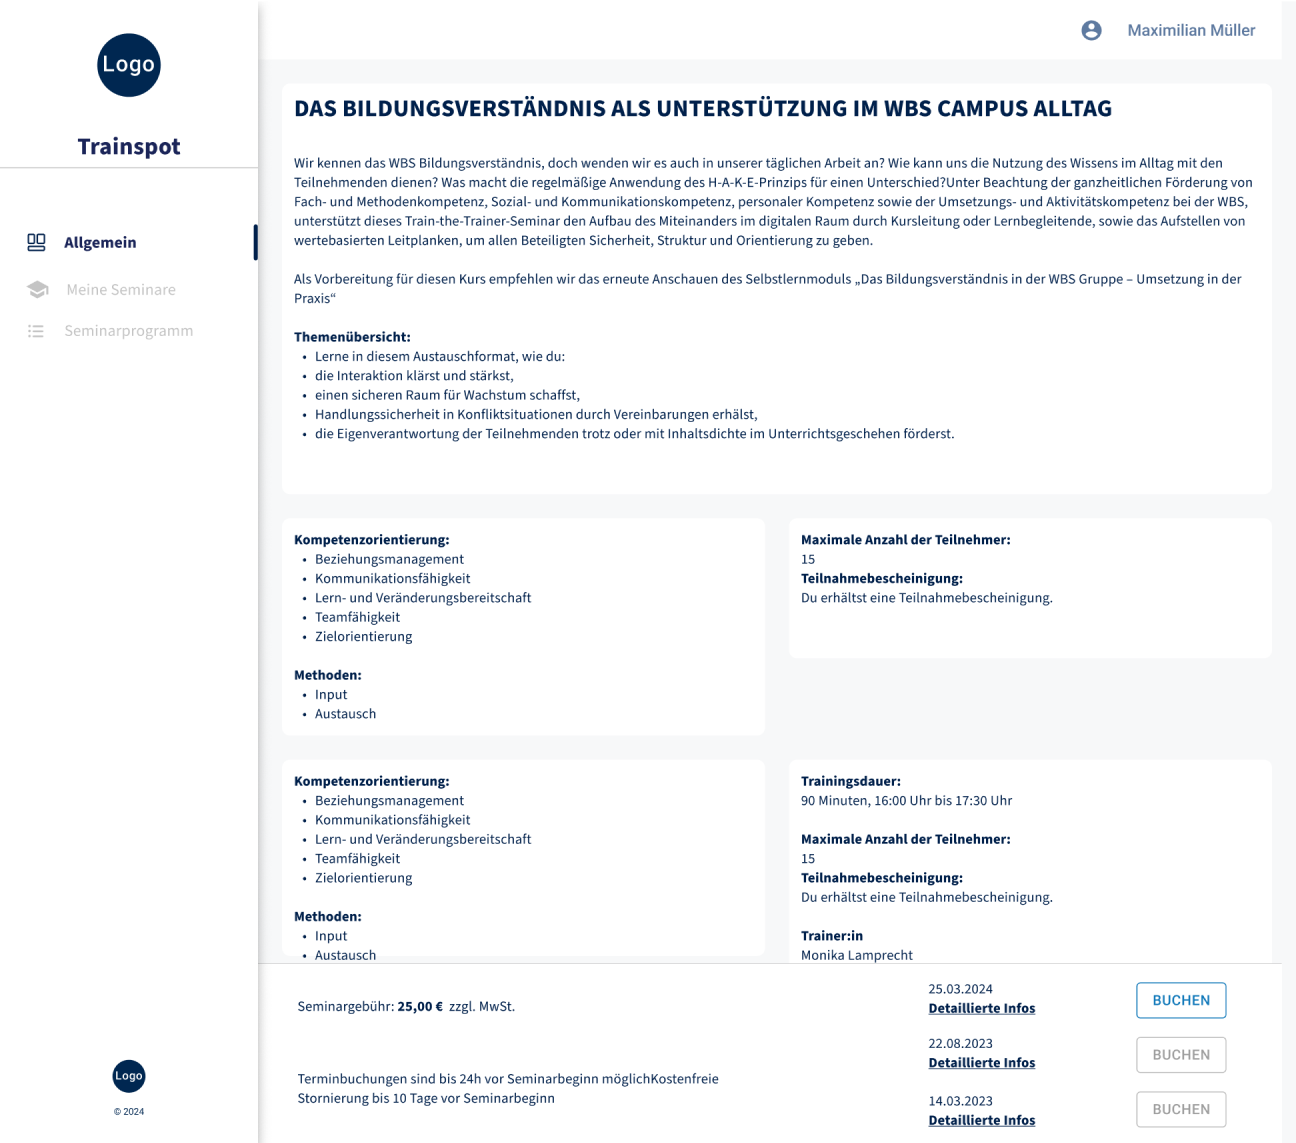 Logo
Trainspot
Allgemein
Meine Seminare
Seminarprogramm
Logo
© 2024
Maximilian Müller
DAS BILDUNGSVERSTÄNDNIS ALS UNTERSTÜTZUNG IM WBS CAMPUS ALLTAG
Wir kennen das WBS Bildungsverständnis, doch wenden wir es auch in unserer täglichen Arbeit an? Wie kann uns die Nutzung des Wissens im Alltag mit den
Teilnehmenden dienen? Was macht die regelmäßige Anwendung des H-A-K-E-Prinzips für einen Unterschied?Unter Beachtung der ganzheitlichen Förderung von
Fach- und Methodenkompetenz, Sozial- und Kommunikationskompetenz, personaler Kompetenz sowie der Umsetzungs- und Aktivitätskompetenz bei der WBS,
unterstützt dieses Train-the-Trainer-Seminar den Aufbau des Miteinanders im digitalen Raum durch Kursleitung oder Lernbegleitende, sowie das Aufstellen von
wertebasierten Leitplanken, um allen Beteiligten Sicherheit, Struktur und Orientierung zu geben.
Als Vorbereitung für diesen Kurs empfehlen wir das erneute Anschauen des Selbstlernmoduls „Das Bildungsverständnis in der WBS Gruppe – Umsetzung in der
Praxis“
Themenübersicht:
• Lerne in diesem Austauschformat, wie du:
• die Interaktion klärst und stärkst,
• einen sicheren Raum für Wachstum schaffst,
• Handlungssicherheit in Konfliktsituationen durch Vereinbarungen erhälst,
• die Eigenverantwortung der Teilnehmenden trotz oder mit Inhaltsdichte im Unterrichtsgeschehen förderst.
Kompetenzorientierung:
• Beziehungsmanagement
• Kommunikationsfähigkeit
• Lern- und Veränderungsbereitschaft
• Teamfähigkeit
• Zielorientierung
Methoden:
• Input
• Austausch
Maximale Anzahl der Teilnehmer:
15
Teilnahmebescheinigung:
Du erhältst eine Teilnahmebescheinigung.
Kompetenzorientierung:
• Beziehungsmanagement
• Kommunikationsfähigkeit
• Lern- und Veränderungsbereitschaft
• Teamfähigkeit
• Zielorientierung
Methoden:
• Input
• Austausch
Trainingsdauer:
90 Minuten, 16:00 Uhr bis 17:30 Uhr
Maximale Anzahl der Teilnehmer:
15
Teilnahmebescheinigung:
Du erhältst eine Teilnahmebescheinigung.
Trainer:in
Monika Lamprecht
Seminargebühr: 25,00 € zzgl. MwSt.
Terminbuchungen sind bis 24h vor Seminarbeginn möglichKostenfreie
Stornierung bis 10 Tage vor Seminarbeginn
25.03.2024
Detaillierte Infos
BUCHEN
22.08.2023
Detaillierte Infos
BUCHEN
14.03.2023
Detaillierte Infos
BUCHEN